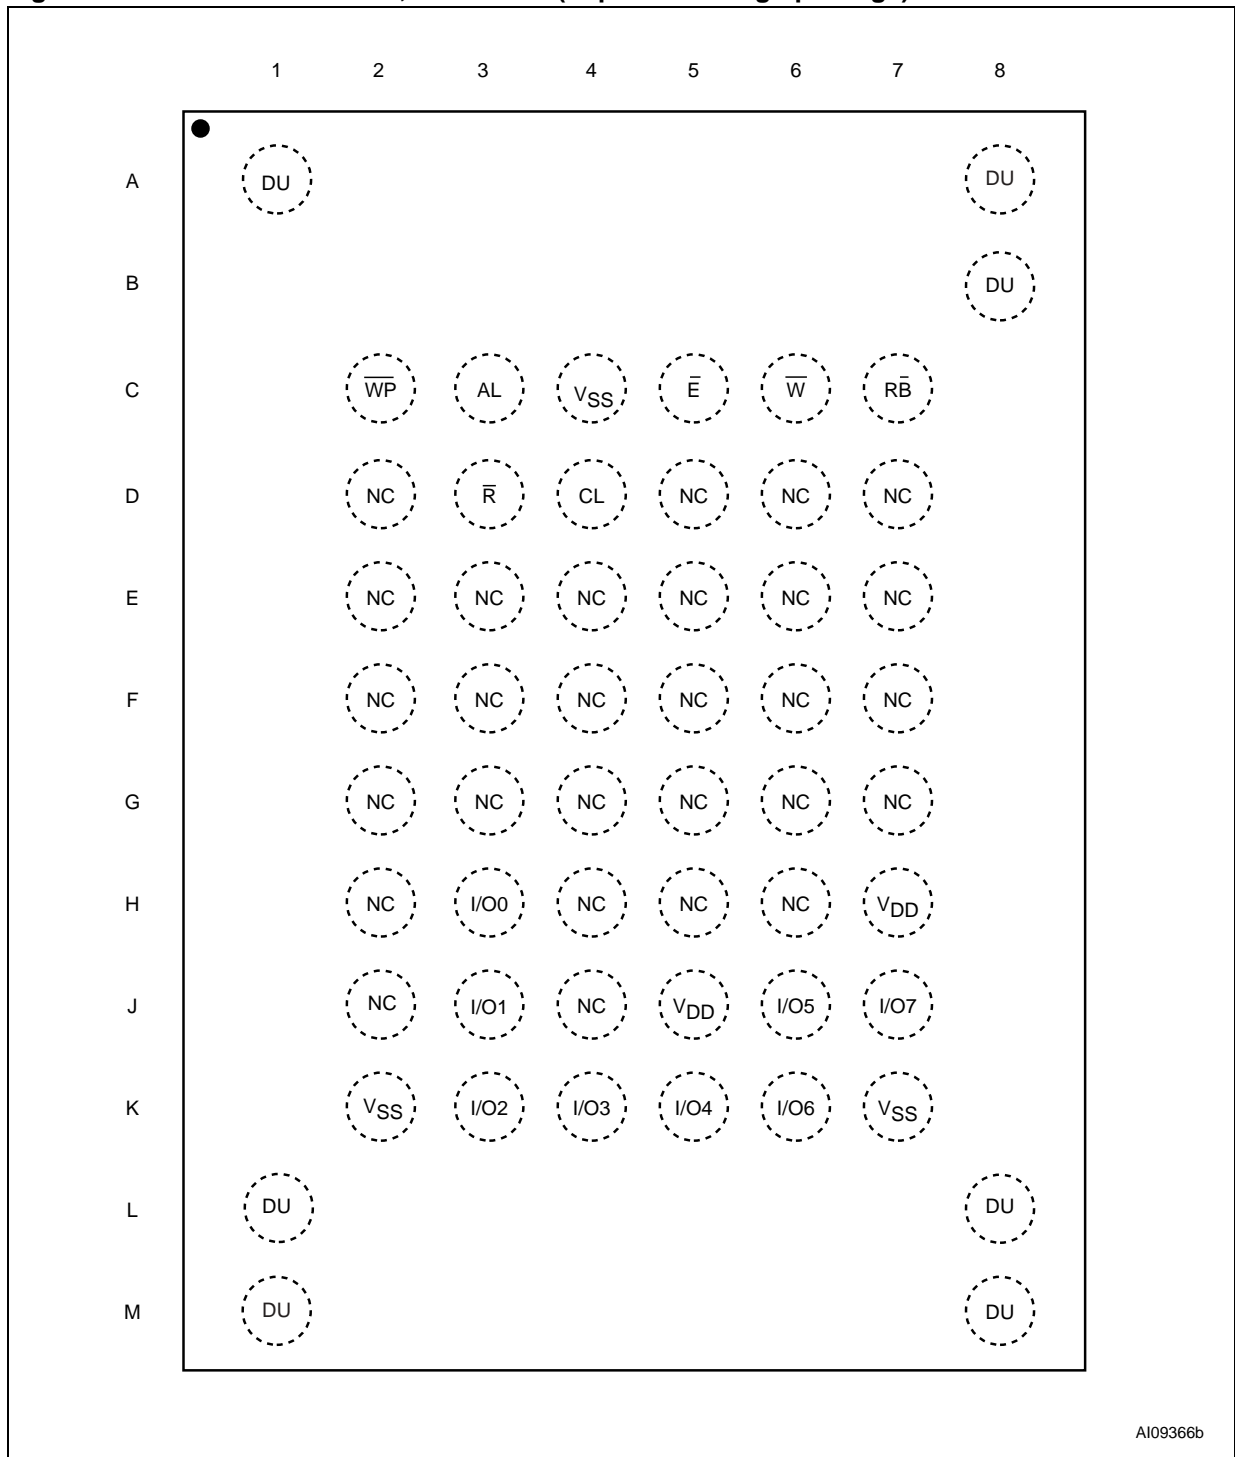 1 2 3 4 5 6 7 8
A DU DU
B DU
C W̅P̅ AL VSS E̅ W̅ RB̅
D NC R̅ CL NC NC NC
E NC NC NC NC NC NC
F NC NC NC NC NC NC
G NC NC NC NC NC NC
H NC I/O0 NC NC NC VDD
J NC I/O1 NC VDD I/O5 I/O7
K VSS I/O2 I/O3 I/O4 I/O6 VSS
L DU DU
M DU DU
AI09366b